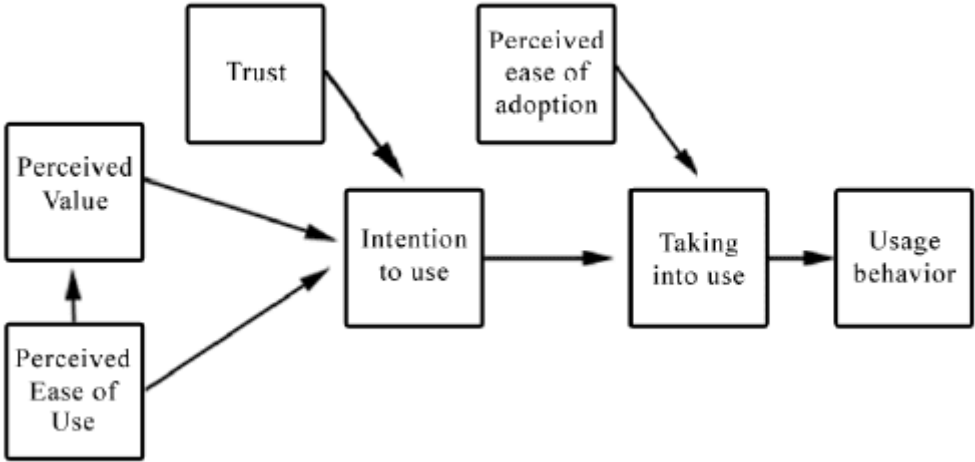 Trust
Perceived
ease of
adoption
Perceived
Value
Intention
to use
Taking
into use
Usage
behavior
Perceived
Ease of
Use